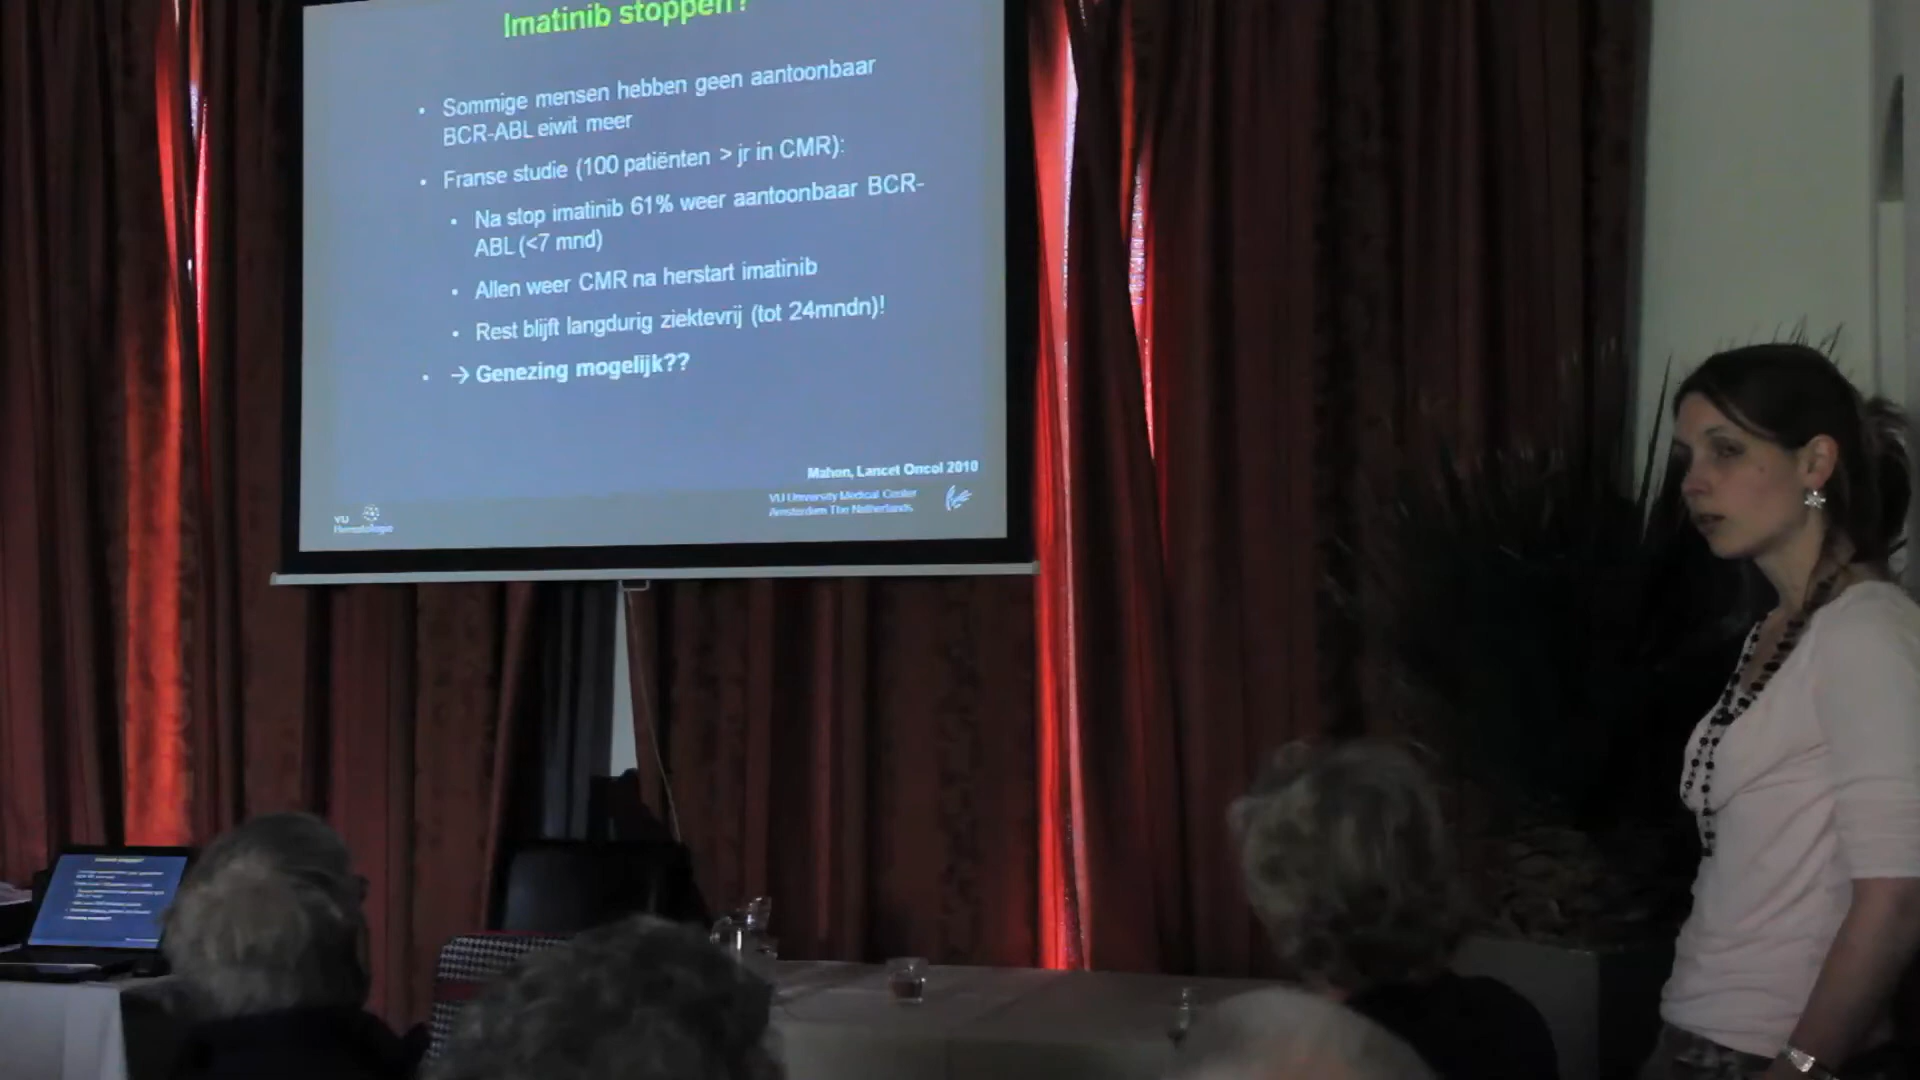 Imatinib stoppen?
• Sommige mensen hebben geen aantoonbaar
BCR-ABL eiwit meer
• Franse studie (100 patiënten > jr in CMR):
• Na stop imatinib 61% weer aantoonbaar BCR-
ABL (<7 mnd)
• Allen weer CMR na herstart imatinib
• Rest blijft langdurig ziektevrij (tot 24mndn)!
• → Genezing mogelijk??
Mahon, Lancet Oncol 2010
VU University Medical Center
Amsterdam The Netherlands
VU
Hematologie